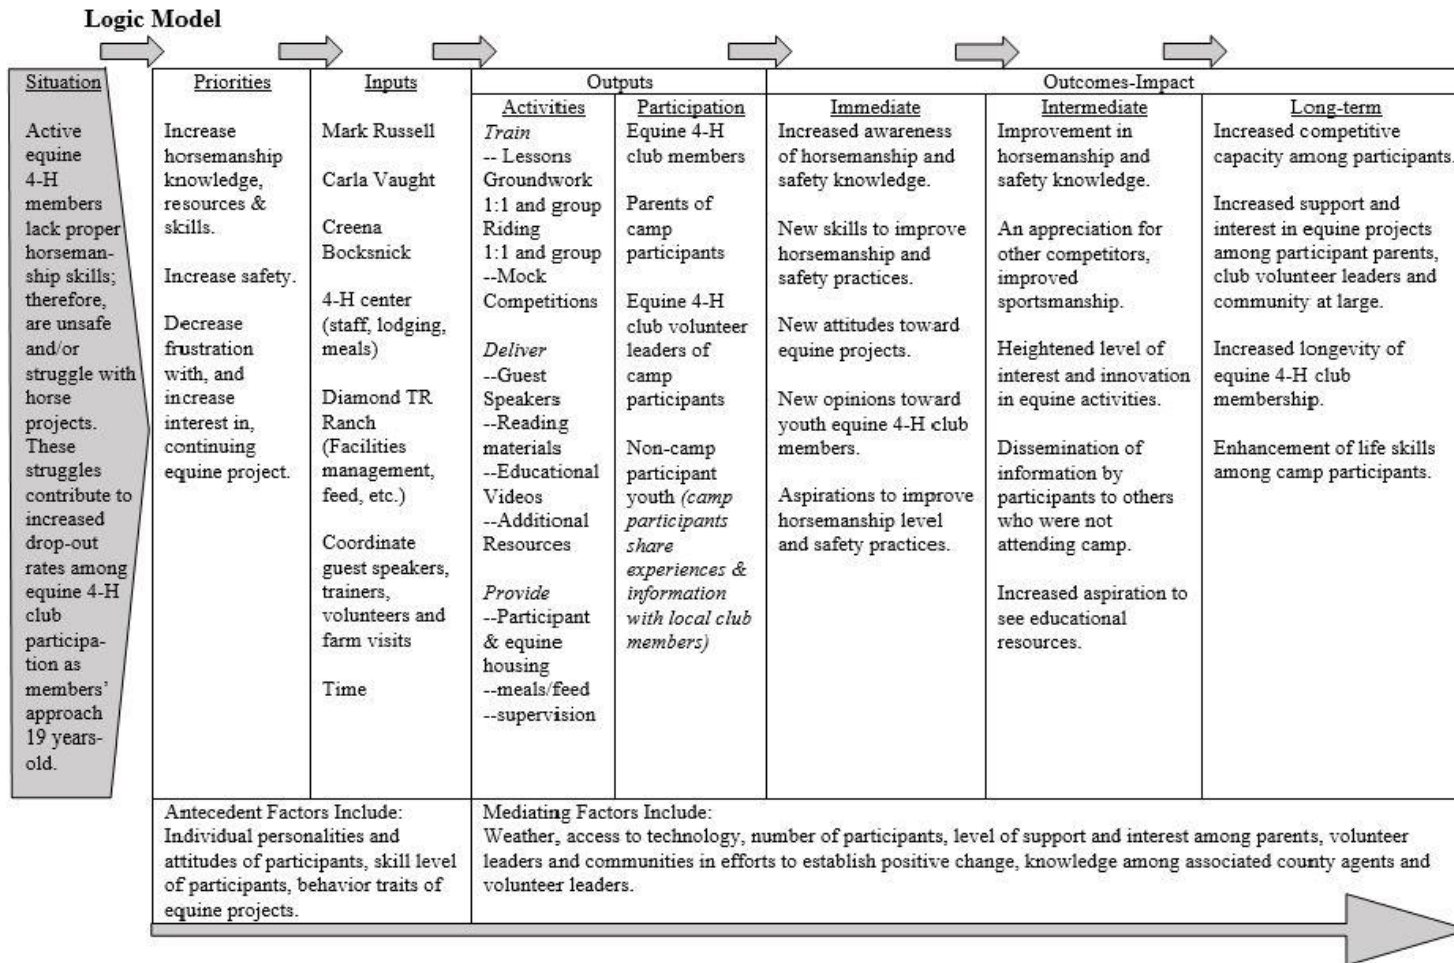 Logic Model
Situation
Active
equine
4-H
members
lack proper
horseman-
ship skills;
therefore,
are unsafe
and/or
struggle with
horse
projects.
These
struggles
contribute to
increased
drop-out
rates among
equine 4-H
club
participa-
tion as
members’
approach
19 years-
old.
Priorities
Increase
horsemanship
knowledge,
resources &
skills.
Increase safety.
Decrease
frustration
with, and
increase
interest in,
continuing
equine project.
Inputs
Mark Russell
Carla Vaught
Creena
Bocksnick
4-H center
(staff, lodging,
meals)
Diamond TR
Ranch
(Facilities
management,
feed, etc.)
Coordinate
guest speakers,
trainers,
volunteers and
farm visits
Time
Outputs
Activities
Train
-- Lessons
Groundwork
1:1 and group
Riding
1:1 and group
--Mock
Competitions
Deliver
--Guest
Speakers
--Reading
materials
--Educational
Videos
--Additional
Resources
Provide
--Participant
& equine
housing
--meals/feed
--supervision
Participation
Equine 4-H
club members
Parents of
camp
participants
Equine 4-H
club volunteer
leaders of
camp
participants
Non-camp
participant
youth (camp
participants
share
experiences &
information
with local club
members)
Outcomes-Impact
Immediate
Increased awareness
of horsemanship and
safety knowledge.
New skills to improve
horsemanship and
safety practices.
New attitudes toward
equine projects.
New opinions toward
youth equine 4-H club
members.
Aspirations to improve
horsemanship level
and safety practices.
Intermediate
Improvement in
horsemanship and
safety knowledge.
An appreciation for
other competitors,
improved
sportsmanship.
Heightened level of
interest and innovation
in equine activities.
Dissemination of
information by
participants to others
who were not
attending camp.
Increased aspiration to
see educational
resources.
Long-term
Increased competitive
capacity among participants.
Increased support and
interest in equine projects
among participant parents,
club volunteer leaders and
community at large.
Increased longevity of
equine 4-H club
membership.
Enhancement of life skills
among camp participants.
Antecedent Factors Include:
Individual personalities and
attitudes of participants, skill level
of participants, behavior traits of
equine projects.
Mediating Factors Include:
Weather, access to technology, number of participants, level of support and interest among parents, volunteer
leaders and communities in efforts to establish positive change, knowledge among associated county agents and
volunteer leaders.